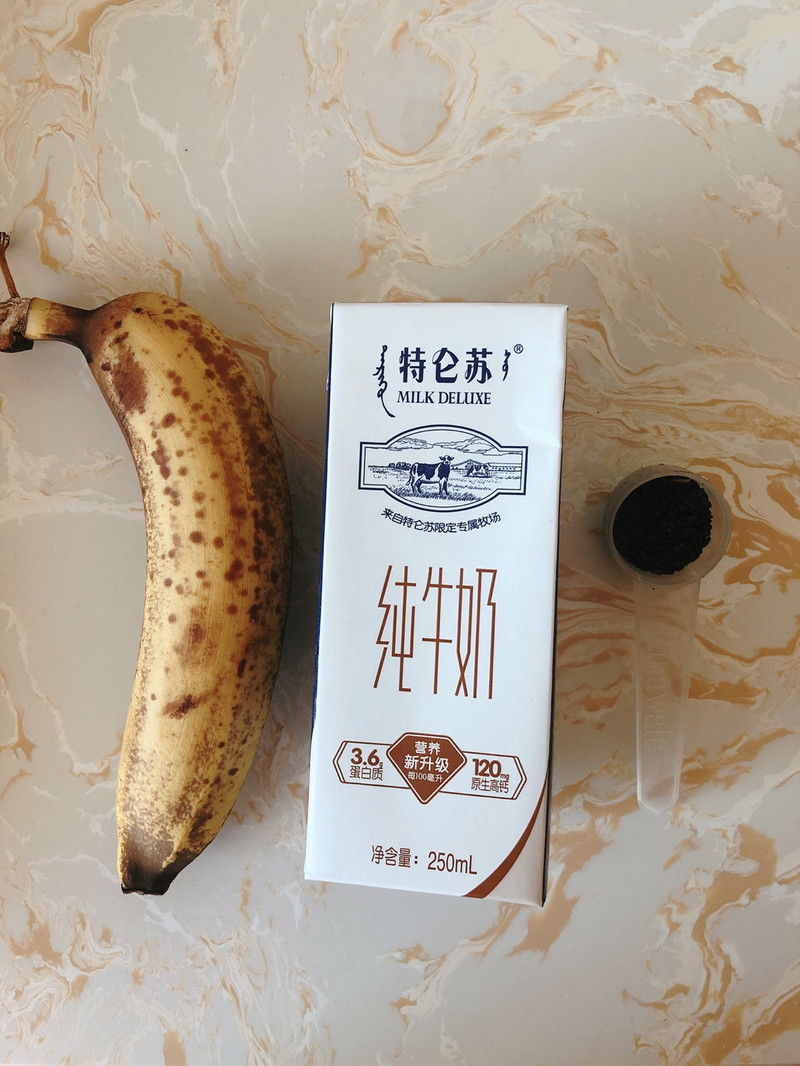 特仑苏®
MILK DELUXE
来自特仑苏限定专属牧场
纯牛奶
3.6g
蛋白质
营养
新升级
每100毫升
120mg
原生高钙
净含量：250mL